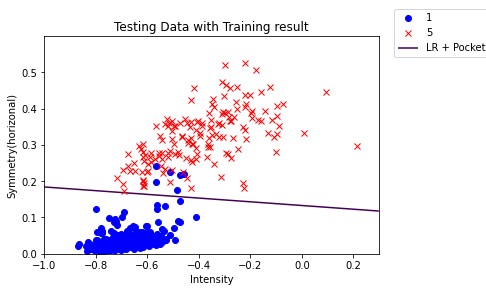 Testing Data with Training result
1
5
LR + Pocket
Symmetry(horizonal)
0.5
0.4
0.3
0.2
0.1
0.0
−1.0 −0.8 −0.6 −0.4 −0.2 0.0 0.2
Intensity